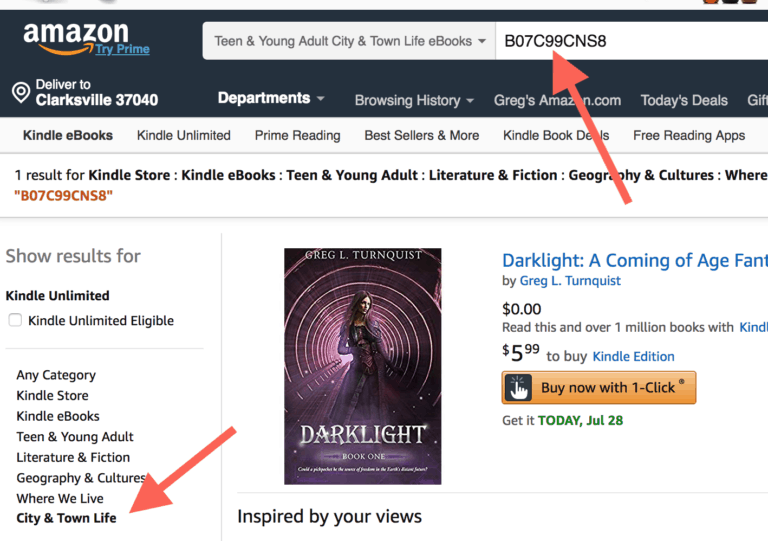 amazon
Try Prime
Teen & Young Adult City & Town Life eBooks
B07C99CNS8
Deliver to
Clarksville 37040
Departments
Browsing History
Greg's Amazon.com
Today's Deals
Gif
Kindle eBooks
Kindle Unlimited
Prime Reading
Best Sellers & More
Kindle Book Deals
Free Reading Apps
1 result for Kindle Store : Kindle eBooks : Teen & Young Adult : Literature & Fiction : Geography & Cultures : Where
"B07C99CNS8"
Show results for
Kindle Unlimited
Kindle Unlimited Eligible
Any Category
Kindle Store
Kindle eBooks
Teen & Young Adult
Literature & Fiction
Geography & Cultures
Where We Live
City & Town Life
GREG L. TURNQUIST
DARKLIGHT
BOOK ONE
Could a pickpocket be the source of freedom in the Earth's distant future?
Darklight: A Coming of Age Fant
by Greg L. Turnquist
$0.00
Read this and over 1 million books with Kindl
$5.99 to buy Kindle Edition
Buy now with 1-Click ®
Get it TODAY, Jul 28
Inspired by your views